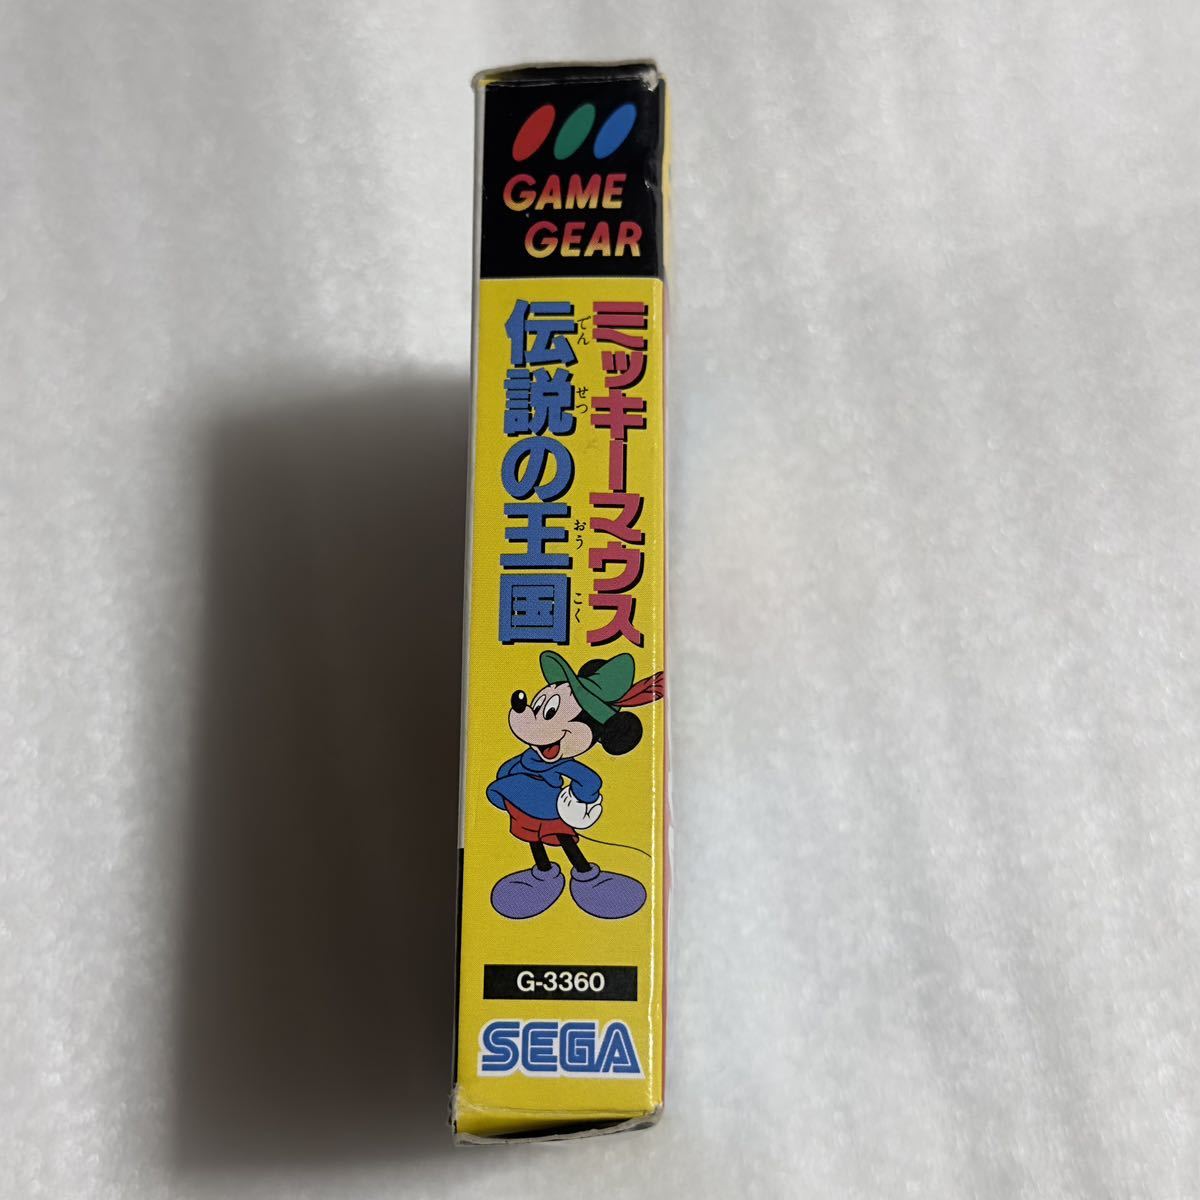 GAME
GEAR
ミッキーマウス
伝説の王国
でん
せつ
おう
こく
G-3360
SEGA